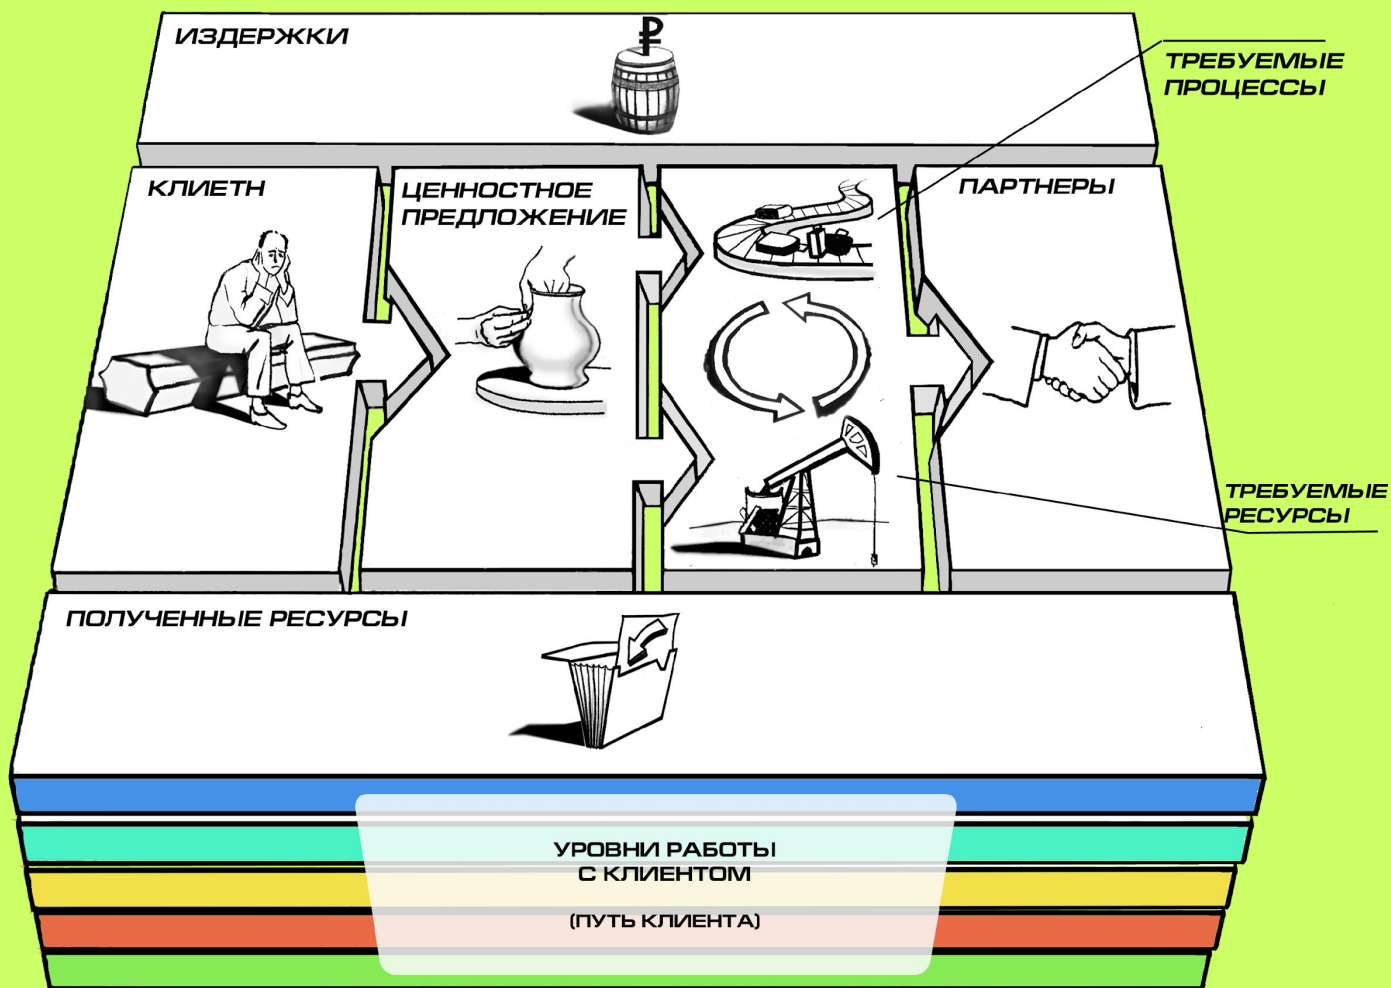 ИЗДЕРЖКИ
₽
ТРЕБУЕМЫЕ
ПРОЦЕССЫ
КЛИЕТН
ЦЕННОСТНОЕ
ПРЕДЛОЖЕНИЕ
ПАРТНЕРЫ
ТРЕБУЕМЫЕ
РЕСУРСЫ
ПОЛУЧЕННЫЕ РЕСУРСЫ
УРОВНИ РАБОТЫ
С КЛИЕНТОМ
(ПУТЬ КЛИЕНТА)